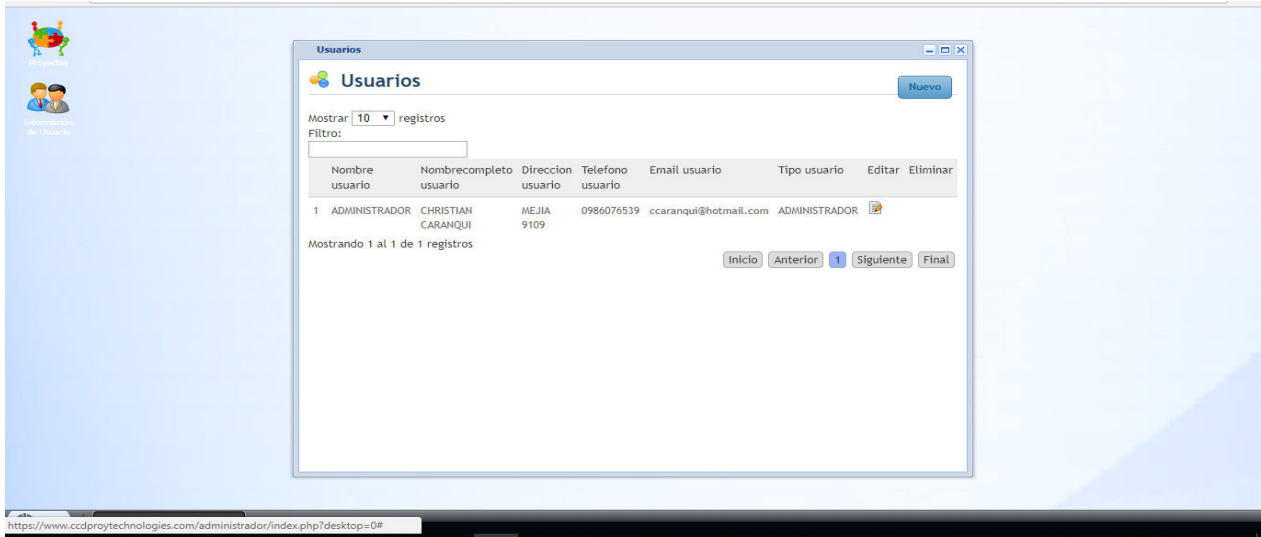 Proyectos
Información
de Usuario
Usuarios
Usuarios
Nuevo
Mostrar 10 registros
Filtro:
Nombre usuario Nombrecompleto usuario Direccion usuario Telefono usuario Email usuario Tipo usuario Editar Eliminar
1 ADMINISTRADOR CHRISTIAN CARANQUI MEJIA 9109 0986076539 ccaranqui@hotmail.com ADMINISTRADOR
Mostrando 1 al 1 de 1 registros
Inicio Anterior 1 Siguiente Final
https://www.ccdproytechnologies.com/administrador/index.php?desktop=0#